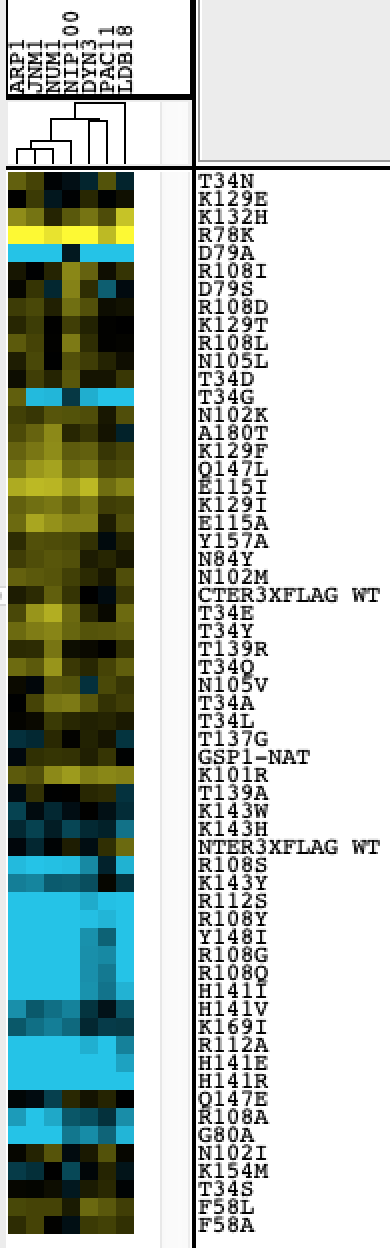 ARP1
JNM1
NUM1
NIP100
DYN3
PAC11
LDB18
T34N
K129E
K132H
R78K
D79A
R108I
D79S
R108D
K129T
R108L
N105L
T34D
T34G
N102K
A180T
K129F
Q147L
E115I
K129I
E115A
Y157A
N84Y
N102M
CTER3XFLAG WT
T34E
T34Y
T139R
T34Q
N105V
T34A
T34L
T137G
GSP1-NAT
K101R
T139A
K143W
K143H
NTER3XFLAG WT
R108S
K143Y
R112S
R108Y
Y148I
R108G
R108Q
H141I
H141V
K169I
R112A
H141E
H141R
Q147E
R108A
G80A
N102I
K154M
T34S
F58L
F58A